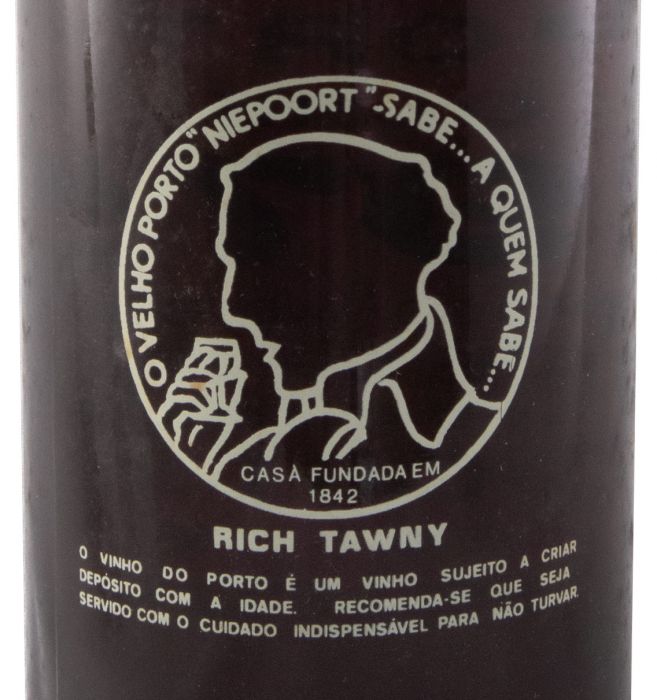 O VELHO PORTO "NIEPOORT"-SABE... A QUEM SABE...
CASÀ FUNDADA EM
1842
RICH TAWNY
O VINHO DO PORTO É UM VINHO SUJEITO A CRIAR
DEPÓSITO COM A IDADE. RECOMENDA-SE QUE SEJA
SERVIDO COM O CUIDADO INDISPENSÁVEL PARA NÃO TURVAR.